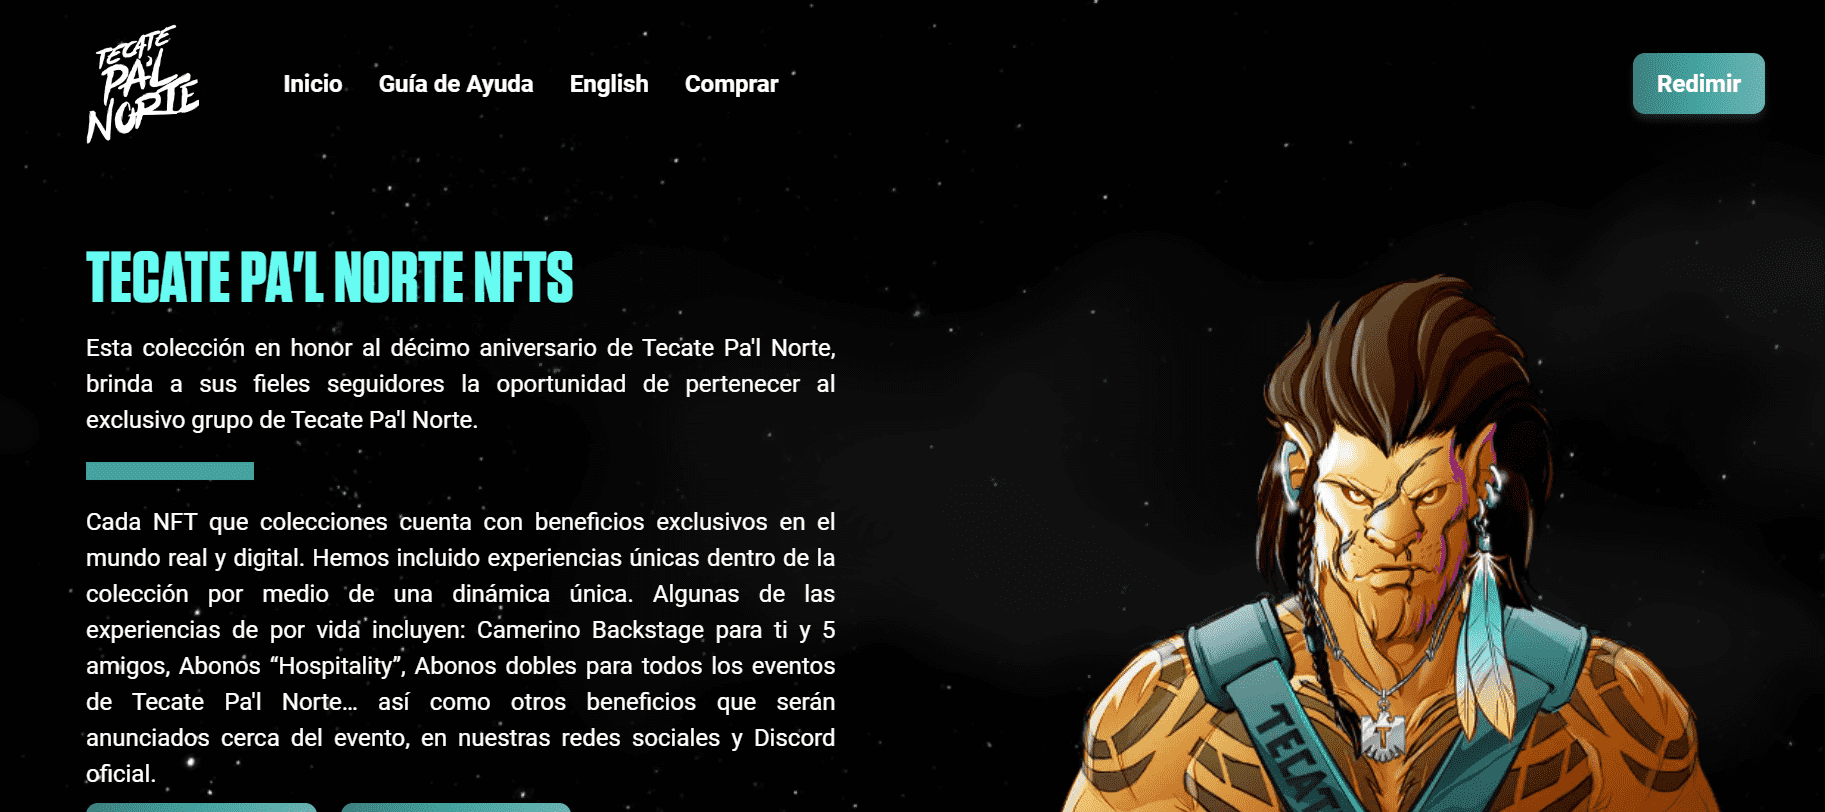 TECATE
PA'L
NORTE
Inicio
Guía de Ayuda
English
Comprar
Redimir
TECATE PA'L NORTE NFTS
Esta colección en honor al décimo aniversario de Tecate Pa'l Norte,
brinda a sus fieles seguidores la oportunidad de pertenecer al
exclusivo grupo de Tecate Pa'l Norte.
Cada NFT que colecciones cuenta con beneficios exclusivos en el
mundo real y digital. Hemos incluido experiencias únicas dentro de la
colección por medio de una dinámica única. Algunas de las
experiencias de por vida incluyen: Camerino Backstage para ti y 5
amigos, Abonos “Hospitality”, Abonos dobles para todos los eventos
de Tecate Pa'l Norte... así como otros beneficios que serán
anunciados cerca del evento, en nuestras redes sociales y Discord
oficial.
TECAT
T